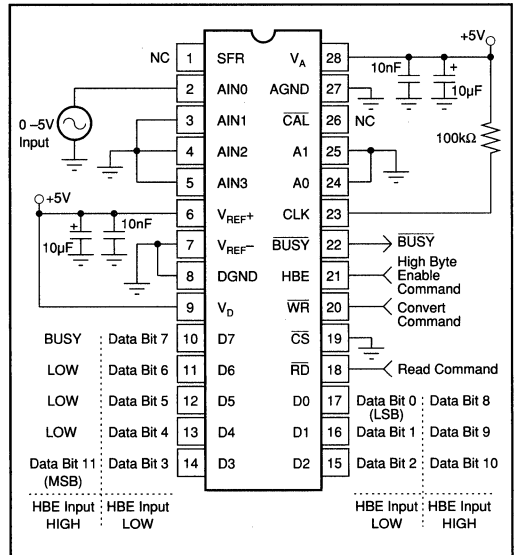 +5V
NC 1 SFR VA 28 10nF +
2 AIN0 AGND 27 10μF
3 AIN1 CAL 26 NC
0 –5V
Input
100kΩ
4 AIN2 A1 25
5 AIN3 A0 24
+5V
6 VREF+ CLK 23
+ 10nF
10μF
7 VREF– BUSY 22 BUSY
8 DGND HBE 21 High Byte
Enable
Command
9 VD WR 20 Convert
Command
BUSY Data Bit 7 10 D7 CS 19
LOW Data Bit 6 11 D6 RD 18 Read Command
LOW Data Bit 5 12 D5 D0 17 Data Bit 0 Data Bit 8
(LSB)
LOW Data Bit 4 13 D4 D1 16 Data Bit 1 Data Bit 9
Data Bit 11 Data Bit 3 14 D3 D2 15 Data Bit 2 Data Bit 10
(MSB)
HBE Input HBE Input HBE Input HBE Input
HIGH LOW LOW HIGH